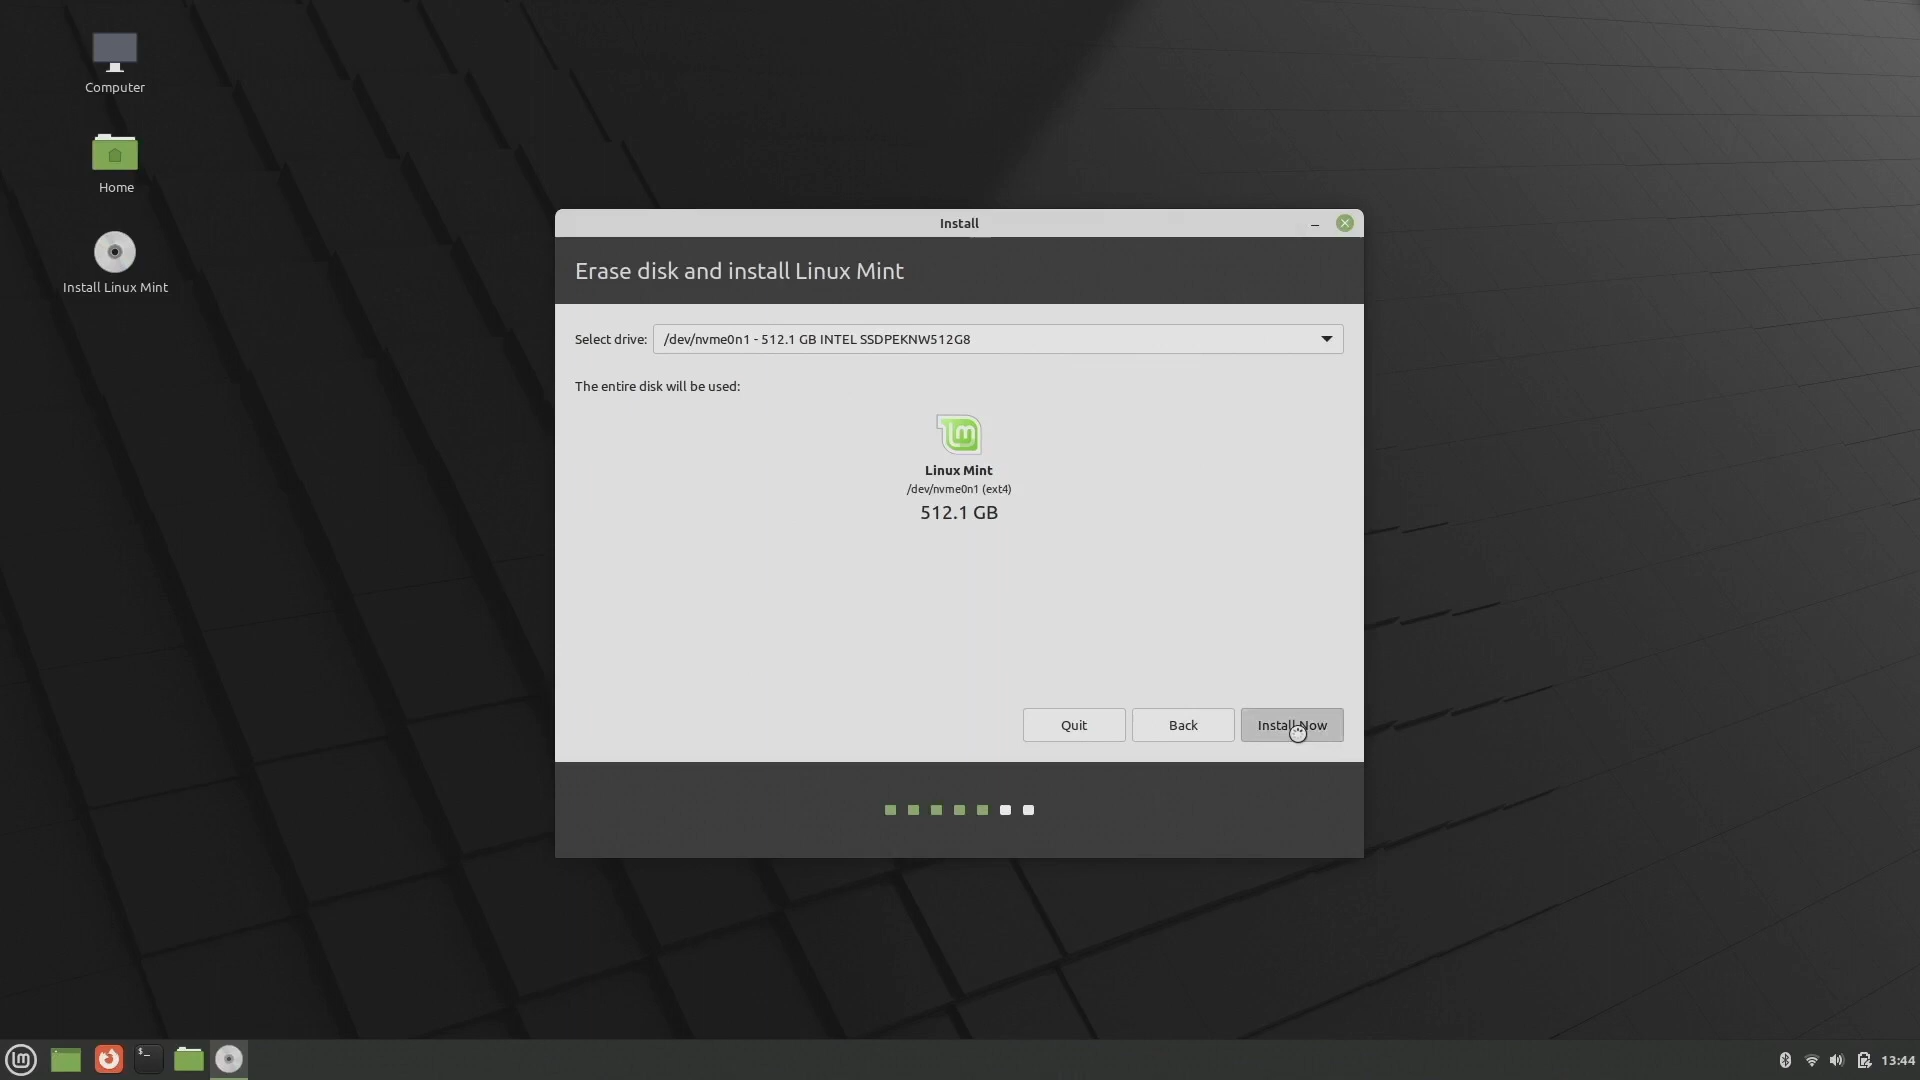 Computer
Home
Install Linux Mint
Install
Erase disk and install Linux Mint
Select drive: /dev/nvme0n1 - 512.1 GB INTEL SSDPEKNW512G8
The entire disk will be used:
Linux Mint
/dev/nvme0n1 (ext4)
512.1 GB
Quit Back Install Now
$_
13:44